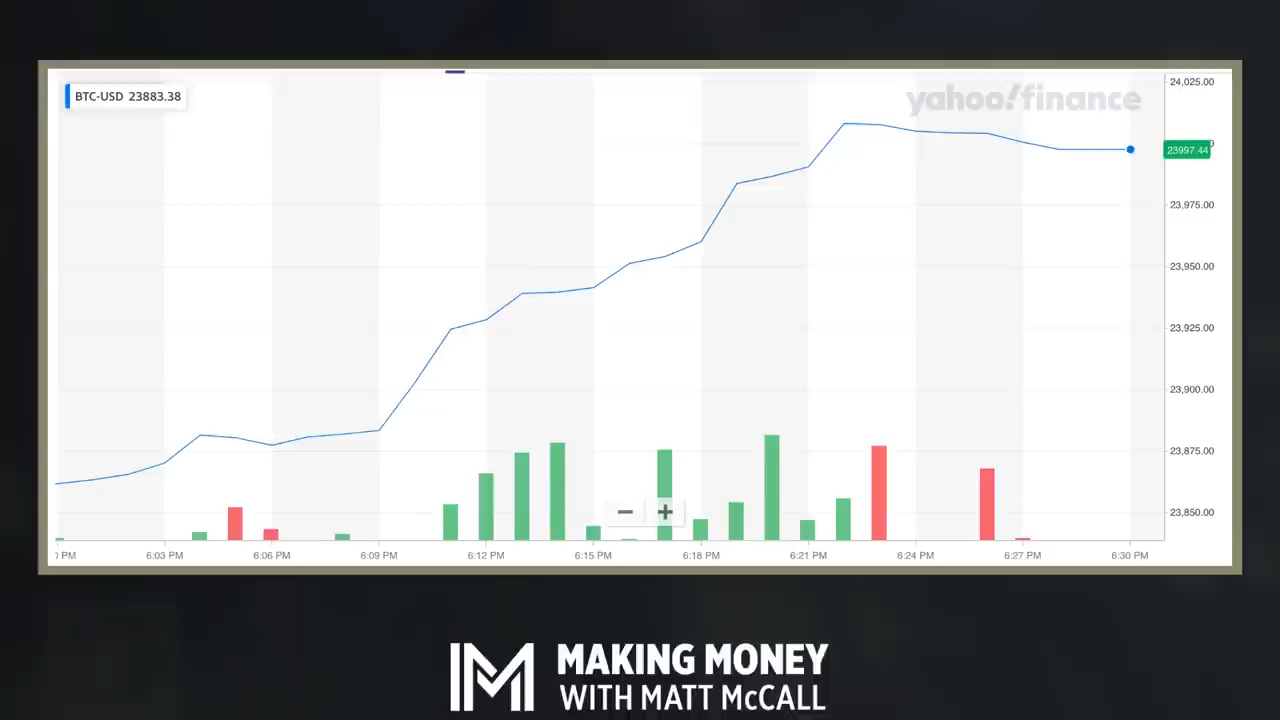 BTC-USD 23883.38
yahoo!finance
24,025.00
23997.44
23,975.00
23,950.00
23,925.00
23,900.00
23,875.00
23,850.00
PM 6:03 PM 6:06 PM 6:09 PM 6:12 PM 6:15 PM 6:18 PM 6:21 PM 6:24 PM 6:27 PM 6:30 PM
M MAKING MONEY
WITH MATT McCALL